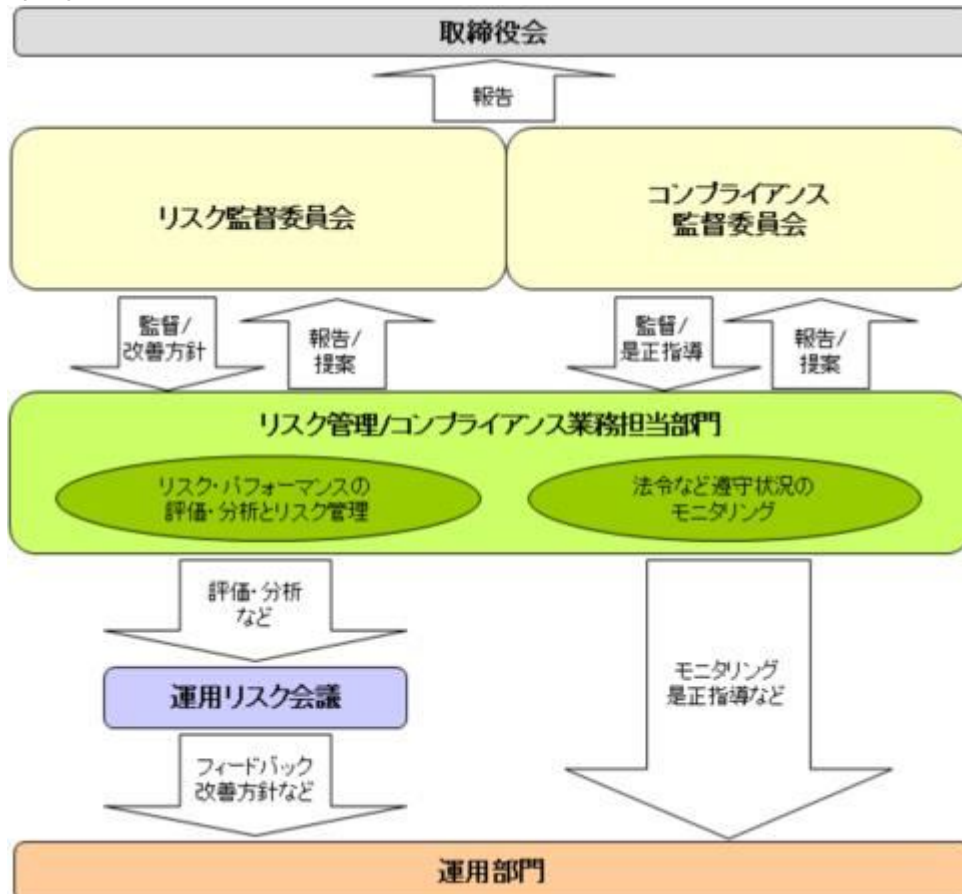 取締役会
報告
リスク監督委員会
コンプライアンス
監督委員会
監督/
改善方針
報告/
提案
監督/
是正指導
報告/
提案
リスク管理/コンプライアンス業務担当部門
リスク・パフォーマンスの
評価・分析とリスク管理
法令など遵守状況の
モニタリング
評価・分析
など
運用リスク会議
モニタリング
是正指導など
フィードバック
改善方針など
運用部門